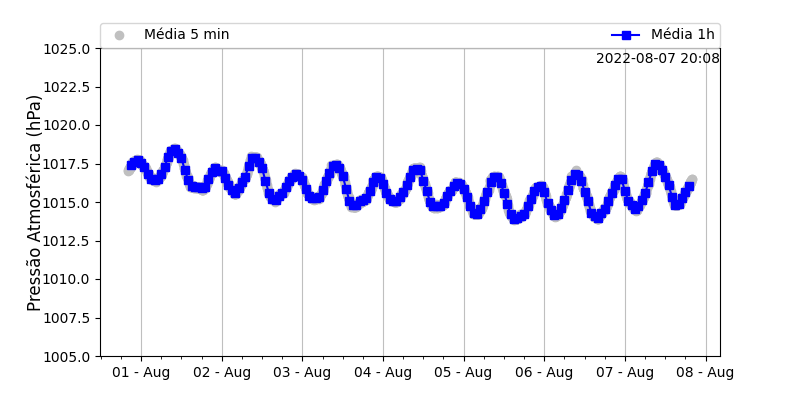 Média 5 min
Média 1h
2022-08-07 20:08
Pressão Atmosférica (hPa)
1025.0
1022.5
1020.0
1017.5
1015.0
1012.5
1010.0
1007.5
1005.0
01 - Aug
02 - Aug
03 - Aug
04 - Aug
05 - Aug
06 - Aug
07 - Aug
08 - Aug